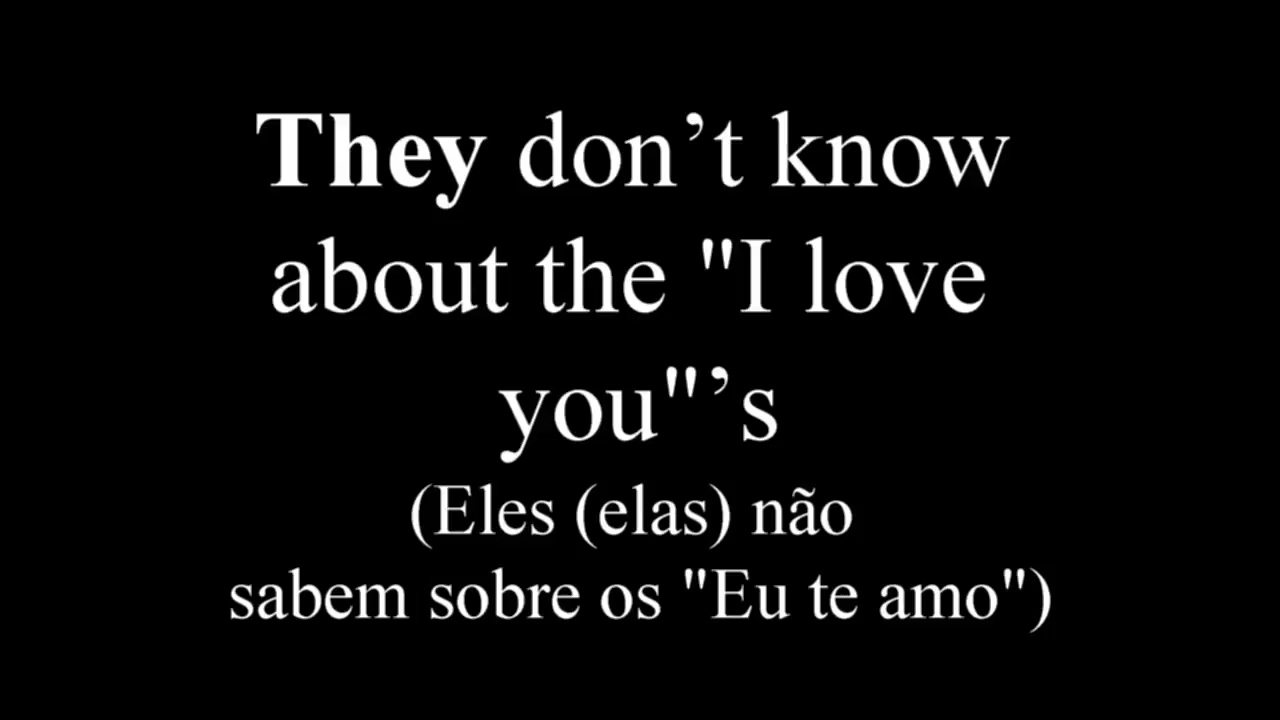 They don’t know
about the "I love
you"’s
(Eles (elas) não
sabem sobre os "Eu te amo")